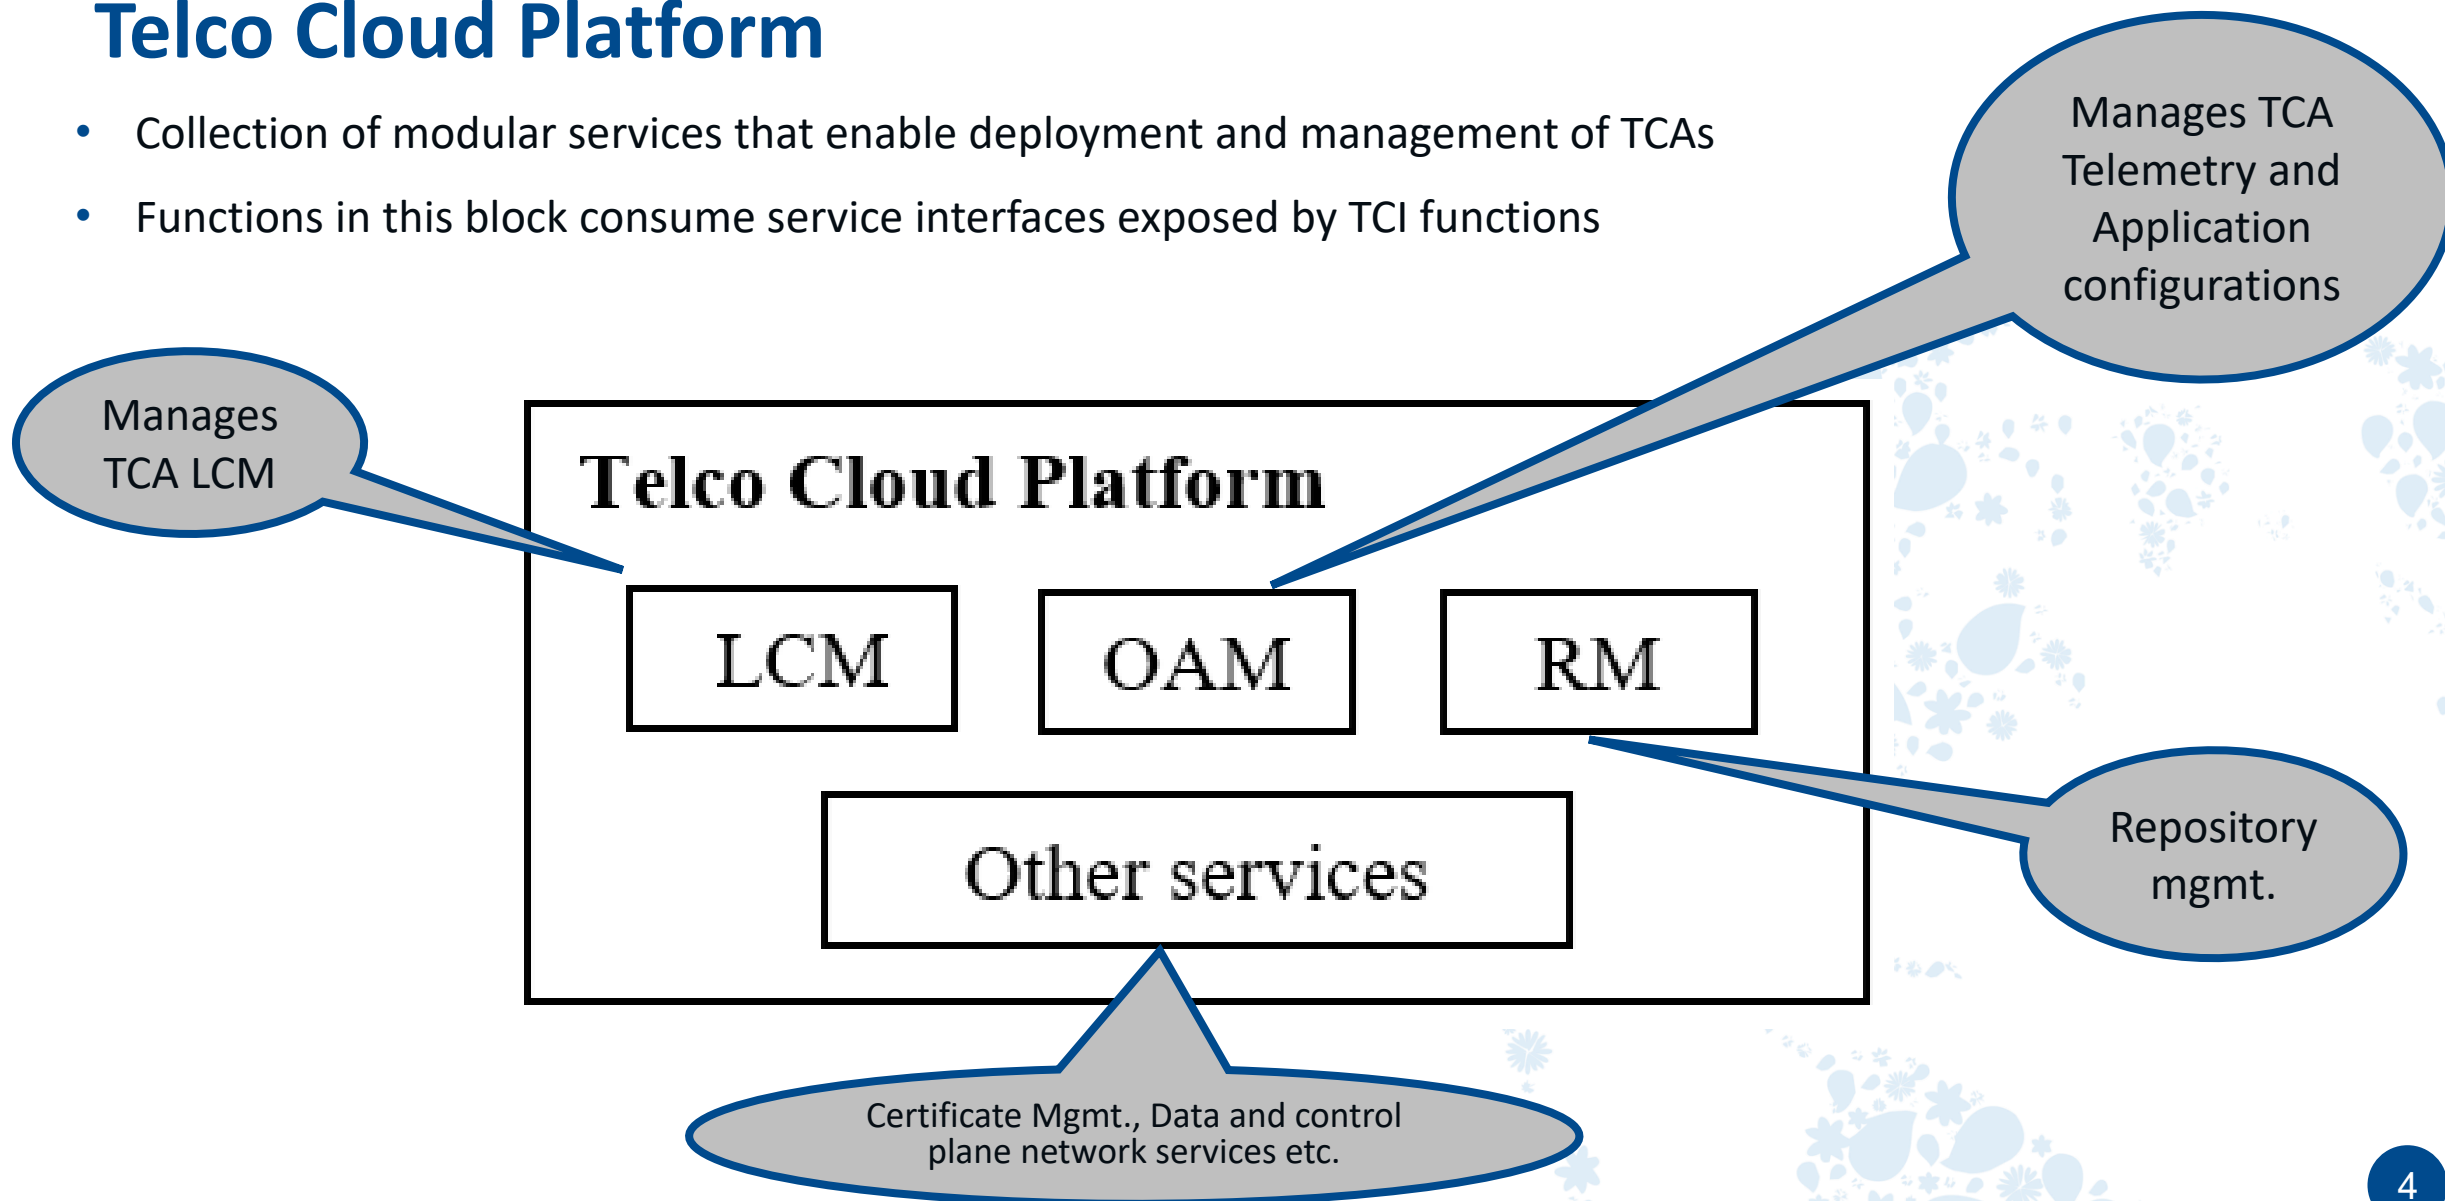 Telco Cloud Platform
• Collection of modular services that enable deployment and management of TCAs
• Functions in this block consume service interfaces exposed by TCI functions
Manages TCA
Telemetry and
Application
configurations
Manages
TCA LCM
Telco Cloud Platform
LCM
OAM
RM
Other services
Repository
mgmt.
Certificate Mgmt., Data and control
plane network services etc.
4